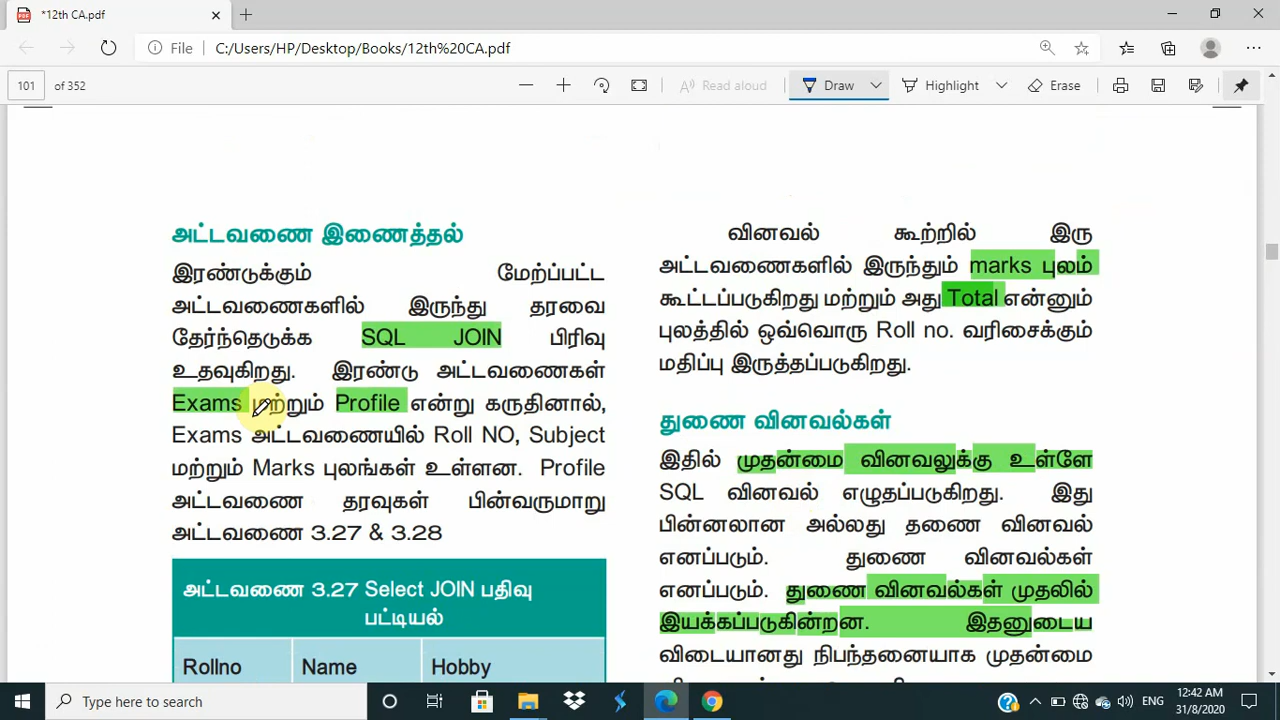 *12th CA.pdf
File
C:/Users/HP/Desktop/Books/12th%20CA.pdf
101 of 352
Read aloud
Draw
Highlight
Erase
அட்டவணை இணைத்தல்
இரண்டுக்கும் மேற்ப்பட்ட
அட்டவணைகளில் இருந்து தரவை
தேர்ந்தெடுக்க SQL JOIN பிரிவு
உதவுகிறது. இரண்டு அட்டவணைகள்
Exams மற்றும் Profile என்று கருதினால்,
Exams அட்டவணையில் Roll NO, Subject
மற்றும் Marks புலங்கள் உள்ளன. Profile
அட்டவணை தரவுகள் பின்வருமாறு
அட்டவணை 3.27 & 3.28
அட்டவணை 3.27 Select JOIN பதிவு
பட்டியல்
Rollno Name Hobby
வினவல் கூற்றில் இரு
அட்டவணைகளில் இருந்தும் marks புலம்
கூட்டப்படுகிறது மற்றும் அது Total என்னும்
புலத்தில் ஒவ்வொரு Roll no. வரிசைக்கும்
மதிப்பு இருத்தப்படுகிறது.
துணை வினவல்கள்
இதில் முதன்மை வினவலுக்கு உள்ளே
SQL வினவல் எழுதப்படுகிறது. இது
பின்னலான அல்லது தணை வினவல்
எனப்படும். துணை வினவல்கள்
எனப்படும். துணை வினவல்கள் முதலில்
இயக்கப்படுகின்றன. இதனுடைய
விடையானது நிபந்தனையாக முதன்மை
Type here to search
ENG
12:42 AM
31/8/2020